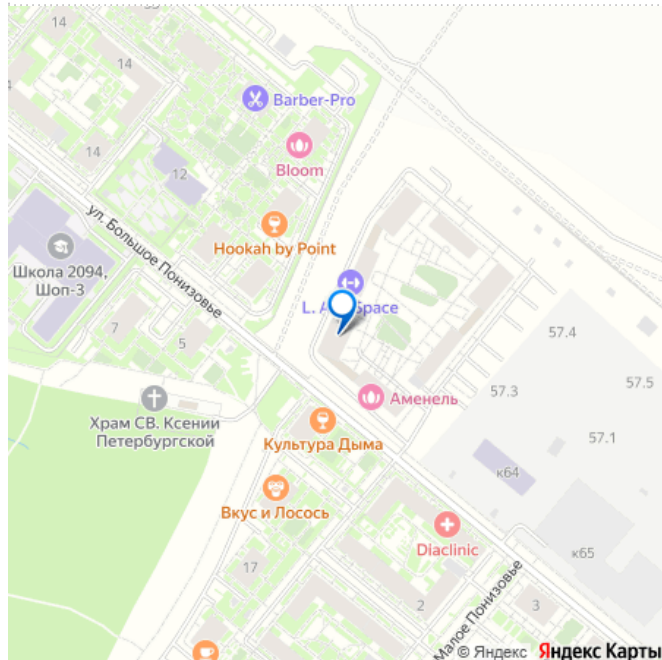 14
14
Barber-Pro
14
12
Bloom
ул. Большое Понизовье
Hookah by Point
Школа 2094,
Шоп-3
L. A
Space
7
5
57.4
57.5
57.3
Аменель
Храм СВ. Ксении
Петербургской
57.1
Культура Дыма
к64
Вкус и Лосось
Diaclinic
к65
17
2
3
Малое Понизовье
© Яндекс Яндекс Карты